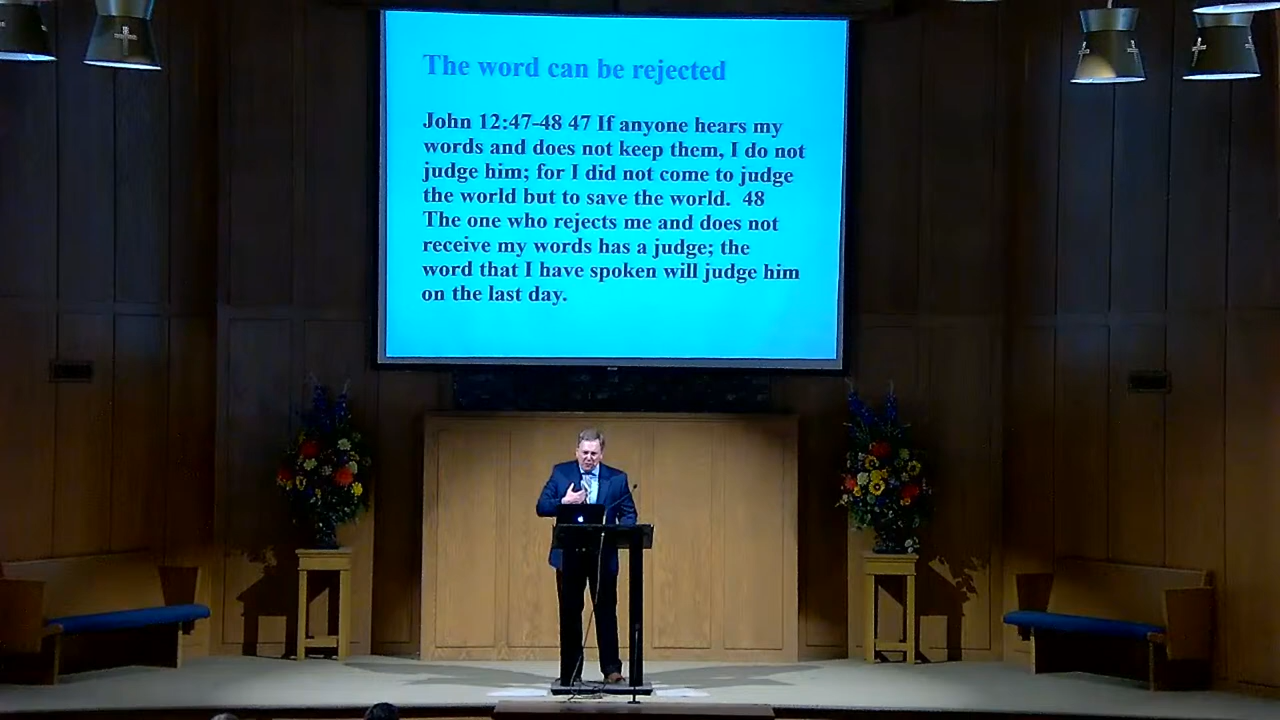 The word can be rejected
John 12:47-48 47 If anyone hears my
words and does not keep them, I do not
judge him; for I did not come to judge
the world but to save the world.  48
The one who rejects me and does not
receive my words has a judge; the
word that I have spoken will judge him
on the last day.